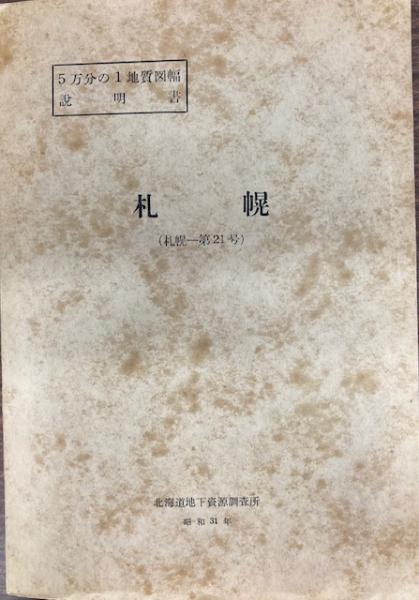 5万分の1地質図幅
説明書
札幌
(札幌—第21号)
北海道地下資源調査所
昭和31年